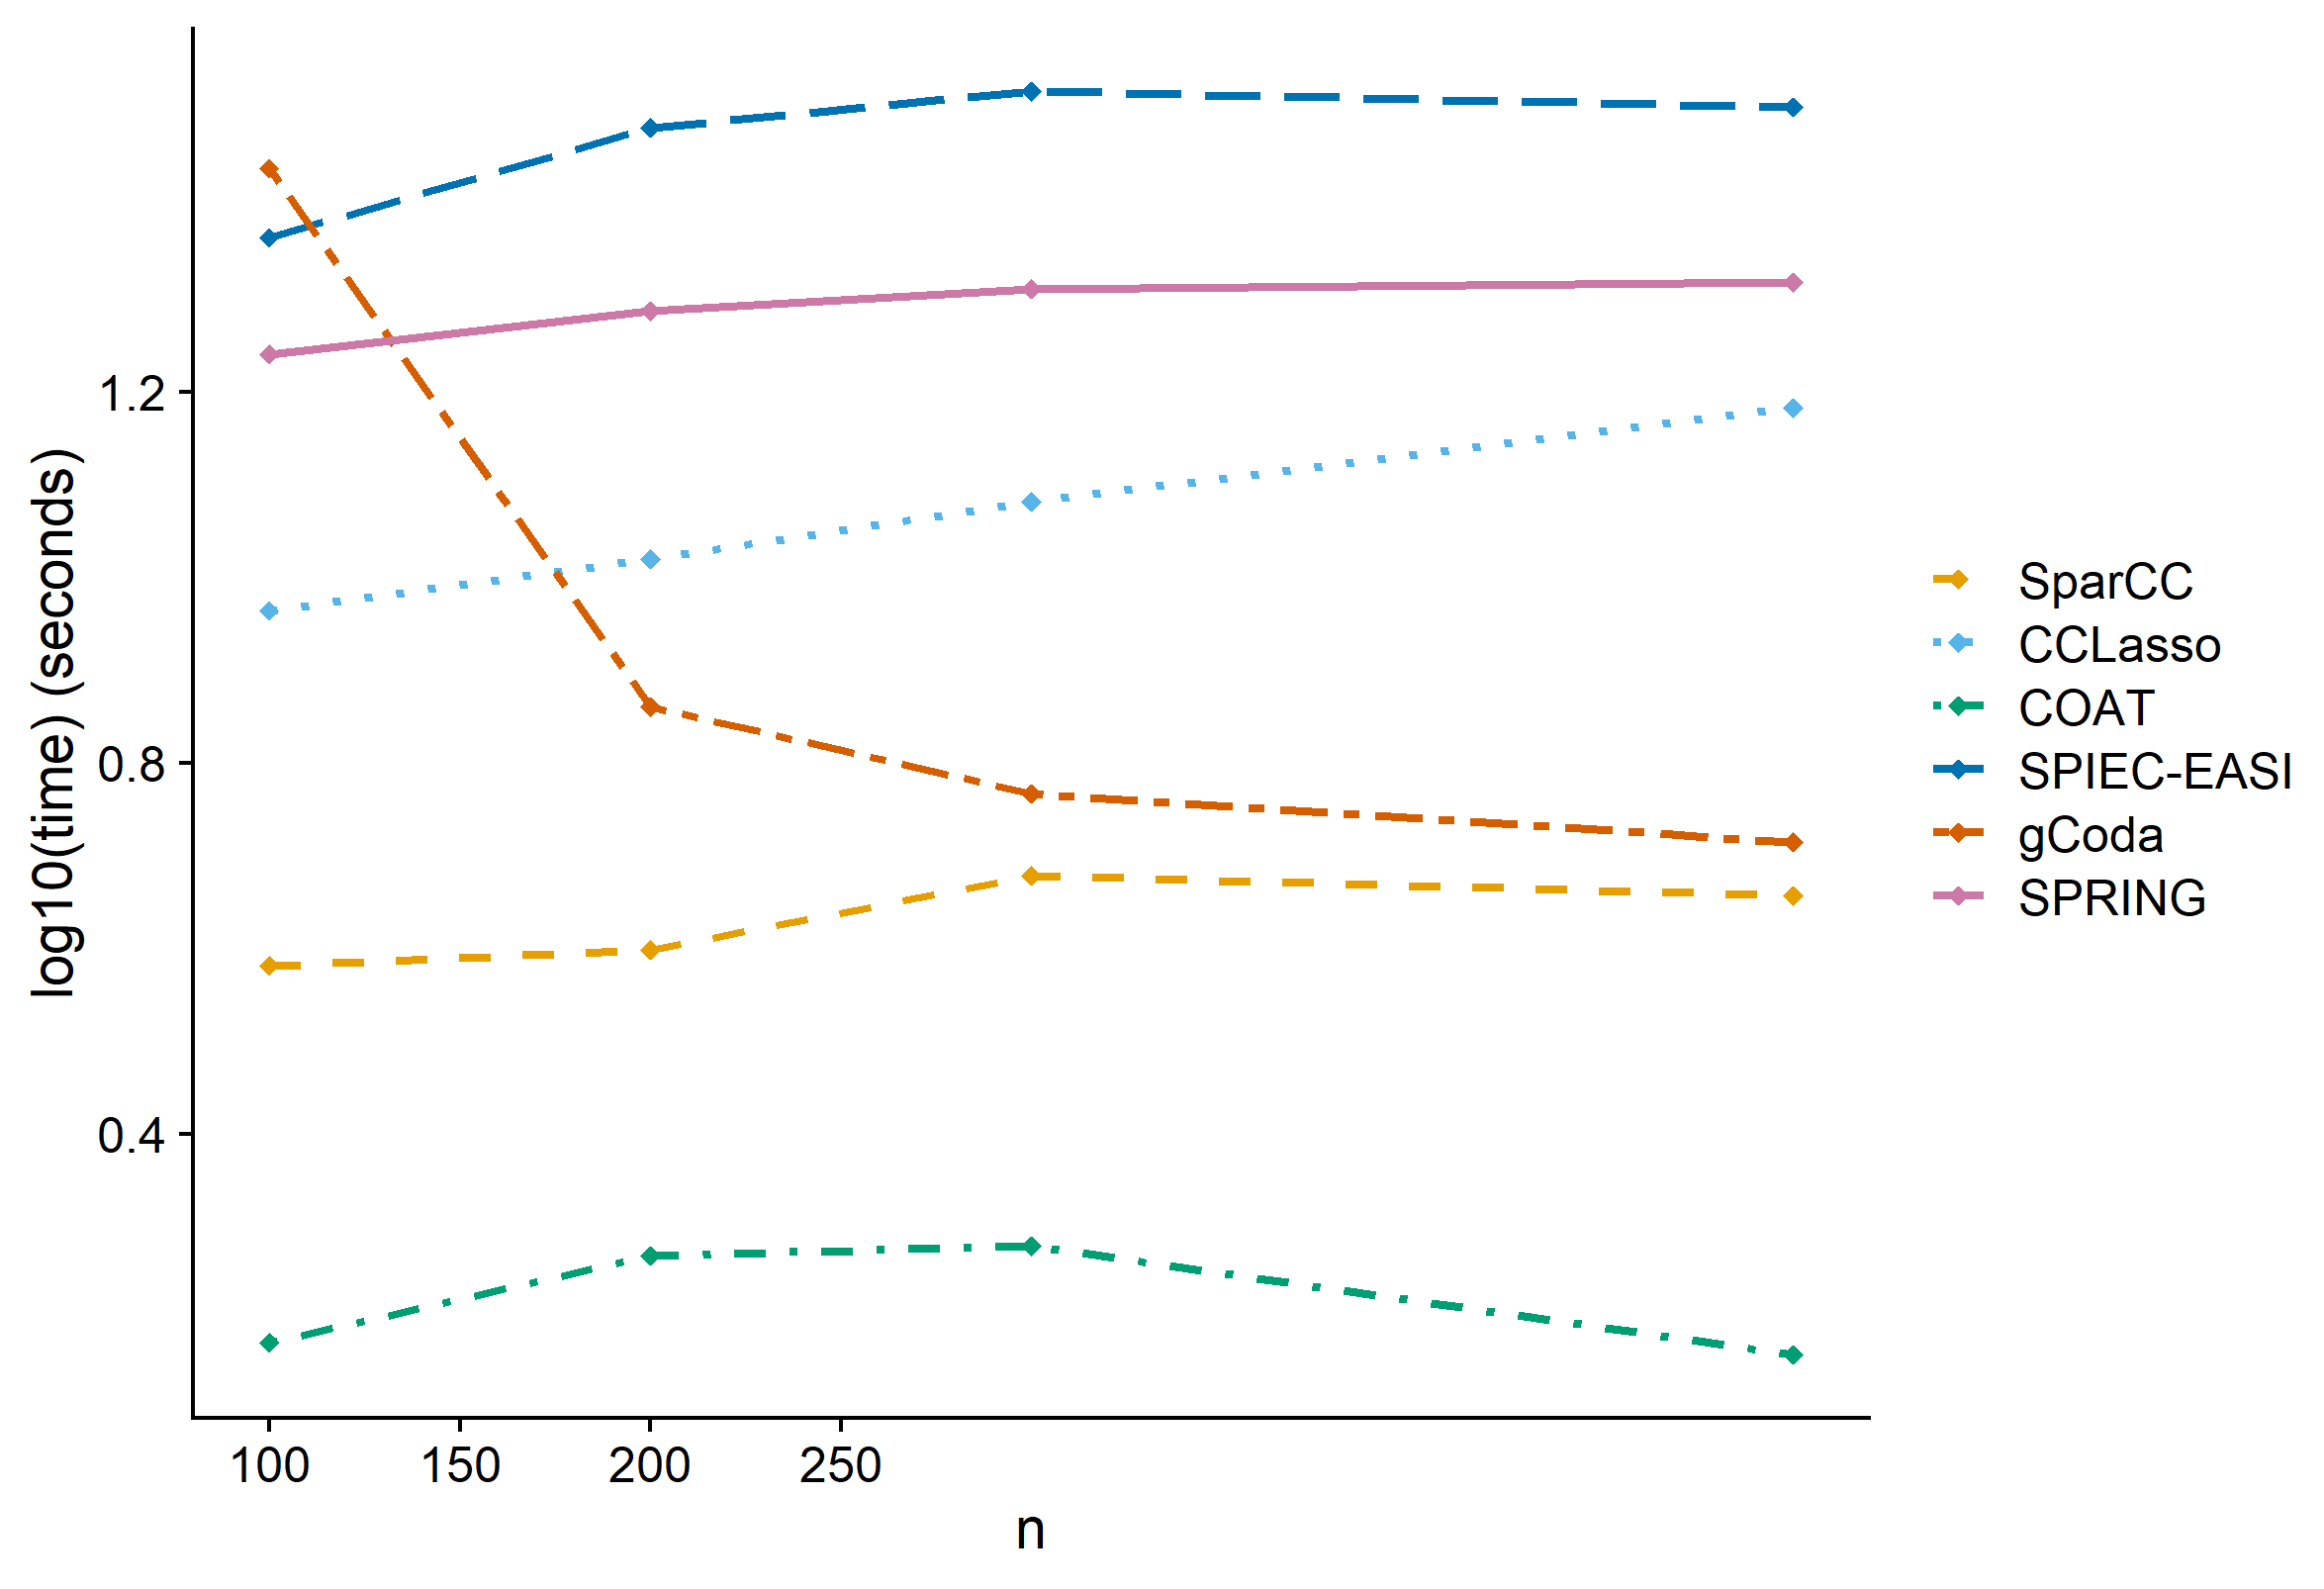 log10(time) (seconds)
1.2
0.8
0.4
100 150 200 250
n
SparCC
CCLasso
COAT
SPIEC-EASI
gCoda
SPRING